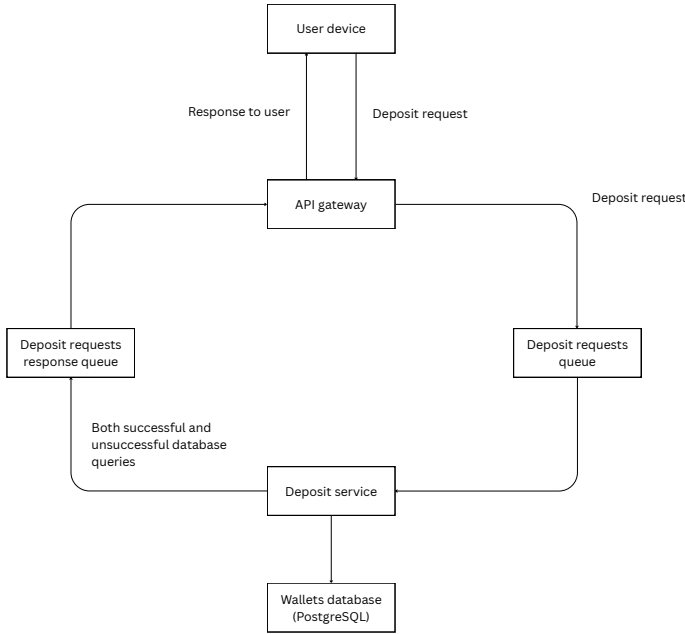 User device
Response to user
Deposit request
API gateway
Deposit request
Deposit requests
response queue
Deposit requests
queue
Both successful and
unsuccessful database
queries
Deposit service
Wallets database
(PostgreSQL)